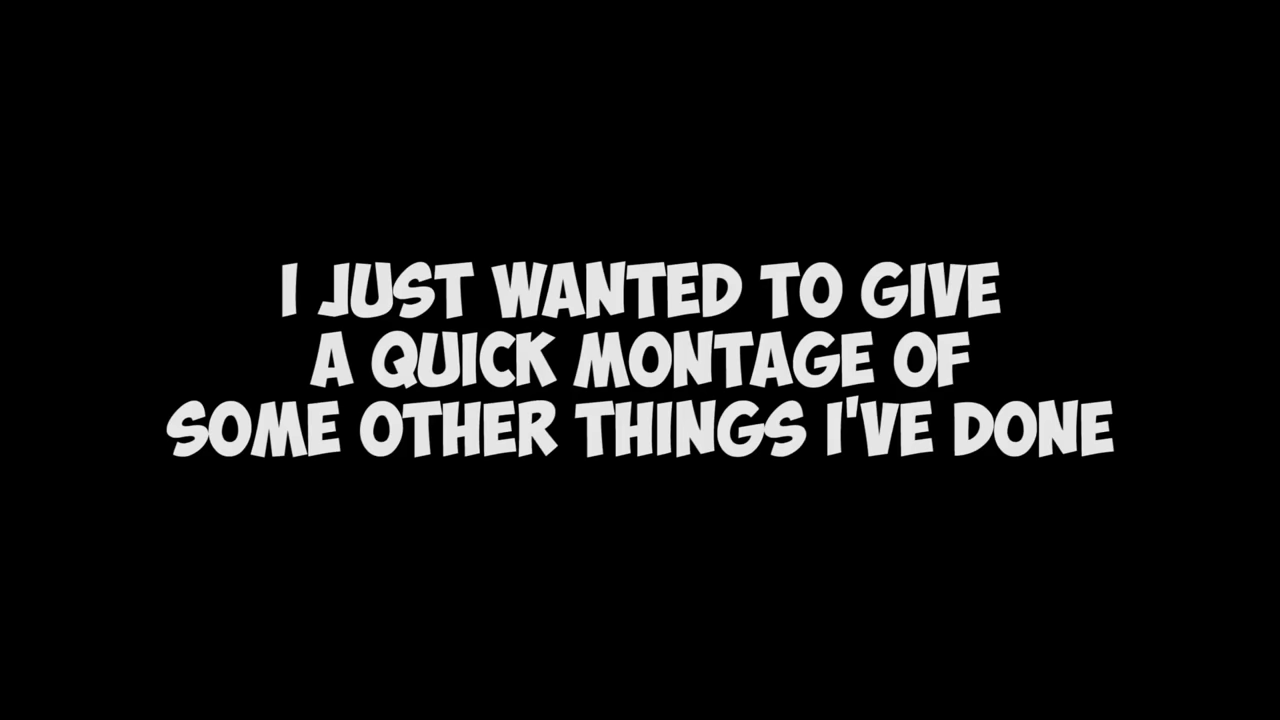 I JUST WANTED TO GIVE
A QUICK MONTAGE OF
SOME OTHER THINGS I'VE DONE